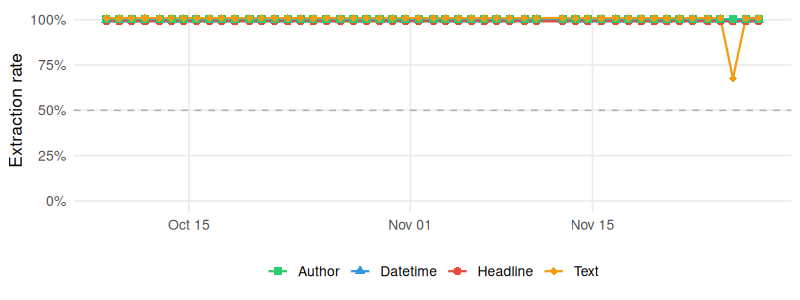 Extraction rate
100%
75%
50%
25%
0%
Oct 15 Nov 01 Nov 15
Author Datetime Headline Text